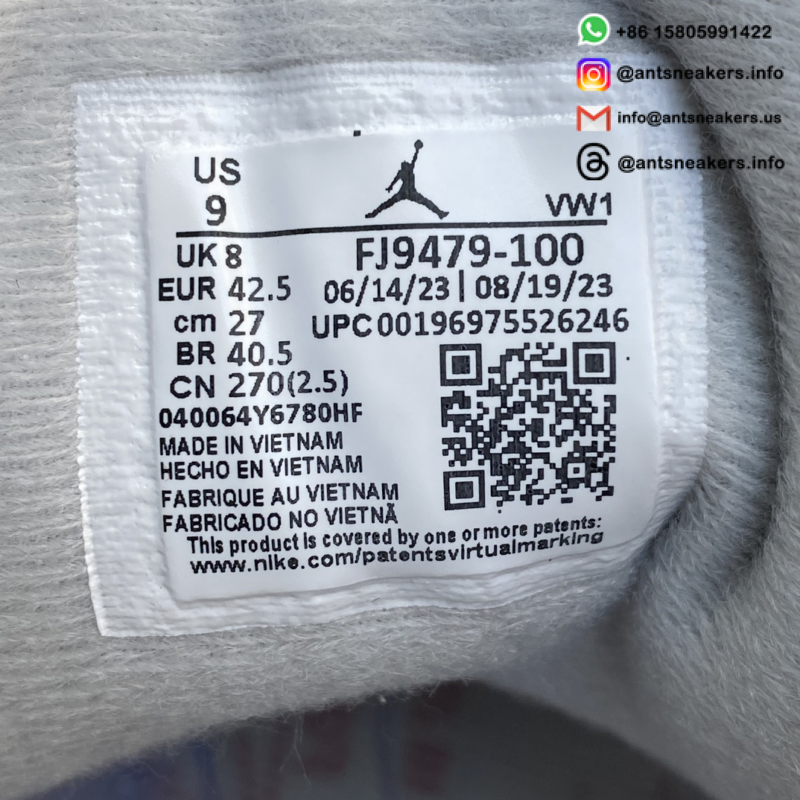 +86 15805991422
@antsneakers.info
info@antsneakers.us
@antsneakers.info
US
9
VW1
UK 8
FJ9479-100
EUR 42.5
06/14/23 | 08/19/23
cm 27
UPC 00196975526246
BR 40.5
CN 270(2.5)
040064Y6780HF
MADE IN VIETNAM
HECHO EN VIETNAM
FABRIQUE AU VIETNAM
FABRICADO NO VIETNÃ
This product is covered by one or more patents:
www.nike.com/patentsvirtualmarking